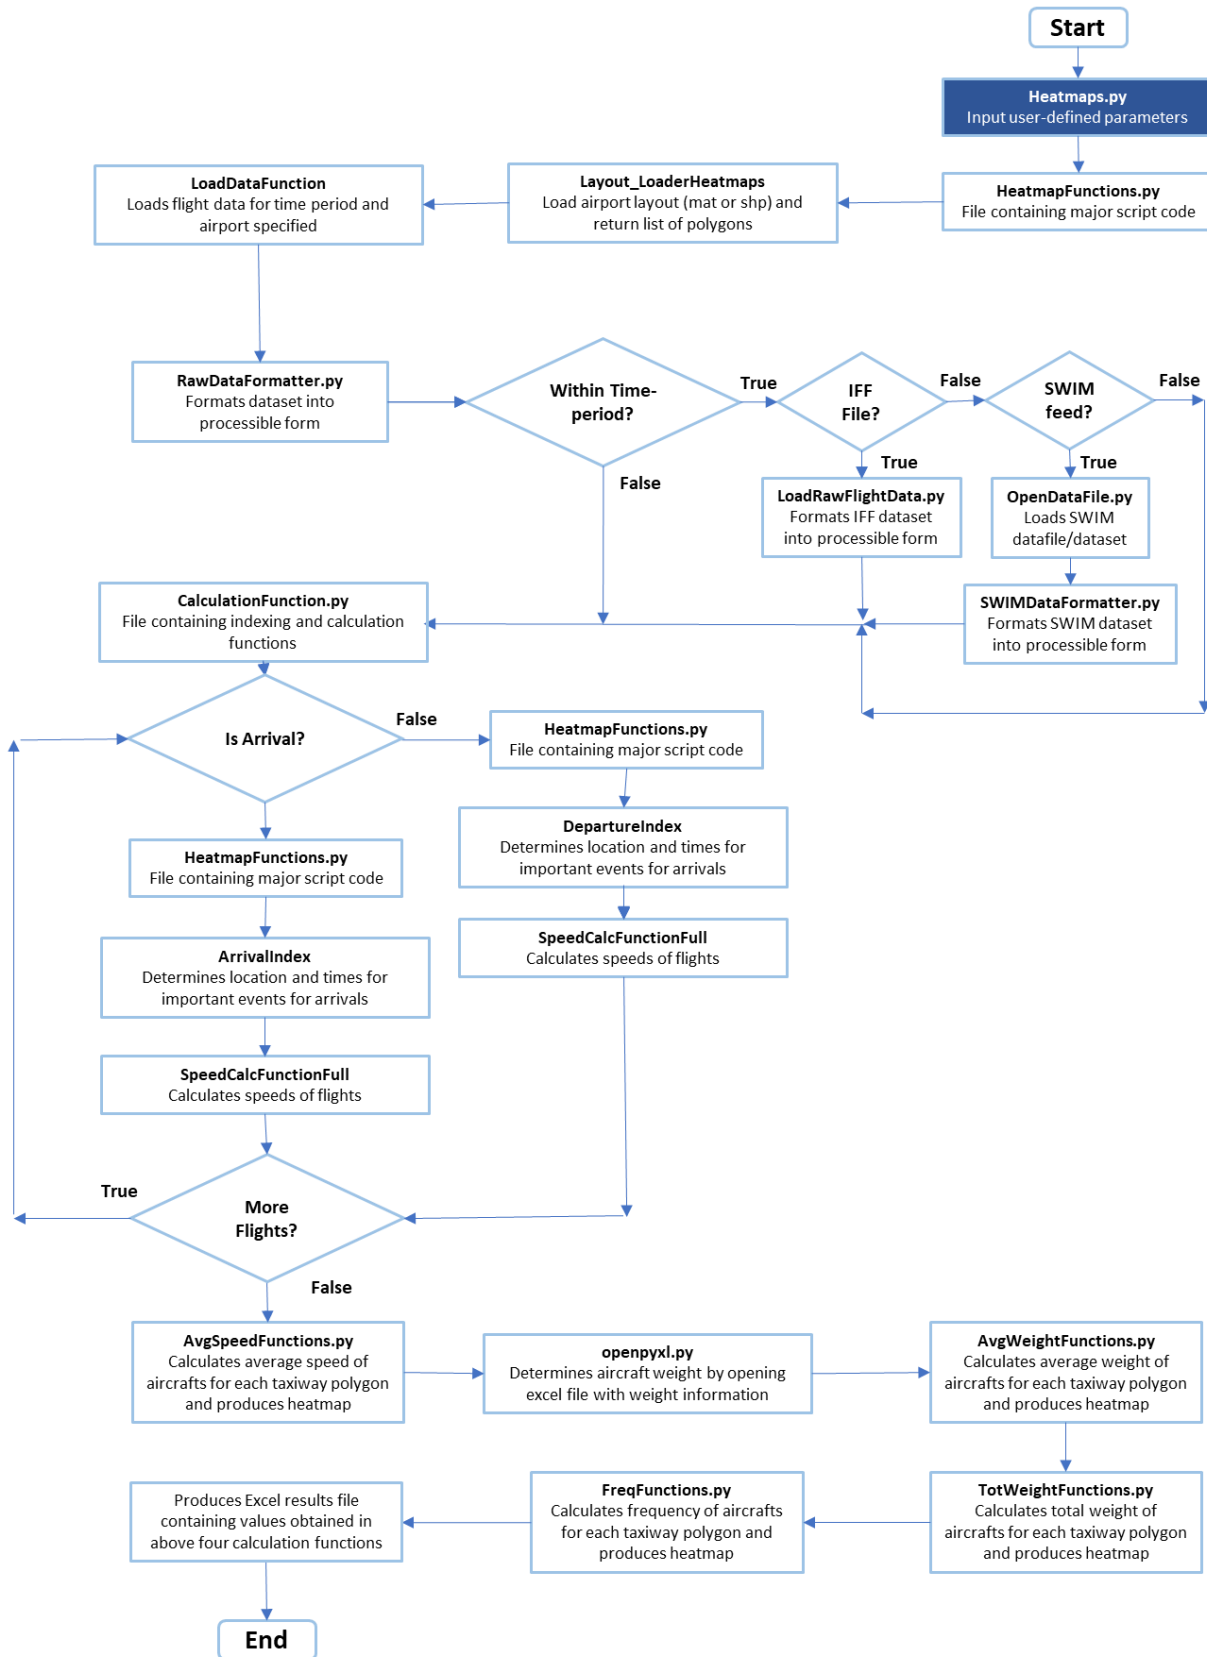 Start
Heatmaps.py
Input user-defined parameters
HeatmapFunctions.py
File containing major script code
Layout_LoaderHeatmaps
Load airport layout (mat or shp) and
return list of polygons
LoadDataFunction
Loads flight data for time period and
airport specified
RawDataFormatter.py
Formats dataset into
processible form
Within Time-
period?
True
False
IFF
File?
False
True
SWIM
feed?
False
True
LoadRawFlightData.py
Formats IFF dataset
into processible form
OpenDataFile.py
Loads SWIM
datafile/dataset
SWIMDataFormatter.py
Formats SWIM dataset
into processible form
CalculationFunction.py
File containing indexing and calculation
functions
Is Arrival?
False
HeatmapFunctions.py
File containing major script code
DepartureIndex
Determines location and times for
important events for arrivals
SpeedCalcFunctionFull
Calculates speeds of flights
HeatmapFunctions.py
File containing major script code
ArrivalIndex
Determines location and times for
important events for arrivals
SpeedCalcFunctionFull
Calculates speeds of flights
More
Flights?
True
False
AvgSpeedFunctions.py
Calculates average speed of
aircrafts for each taxiway polygon
and produces heatmap
openpyxl.py
Determines aircraft weight by opening
excel file with weight information
AvgWeightFunctions.py
Calculates average weight of
aircrafts for each taxiway polygon
and produces heatmap
TotWeightFunctions.py
Calculates total weight of
aircrafts for each taxiway polygon
and produces heatmap
FreqFunctions.py
Calculates frequency of aircrafts
for each taxiway polygon and
produces heatmap
Produces Excel results file
containing values obtained in
above four calculation functions
End